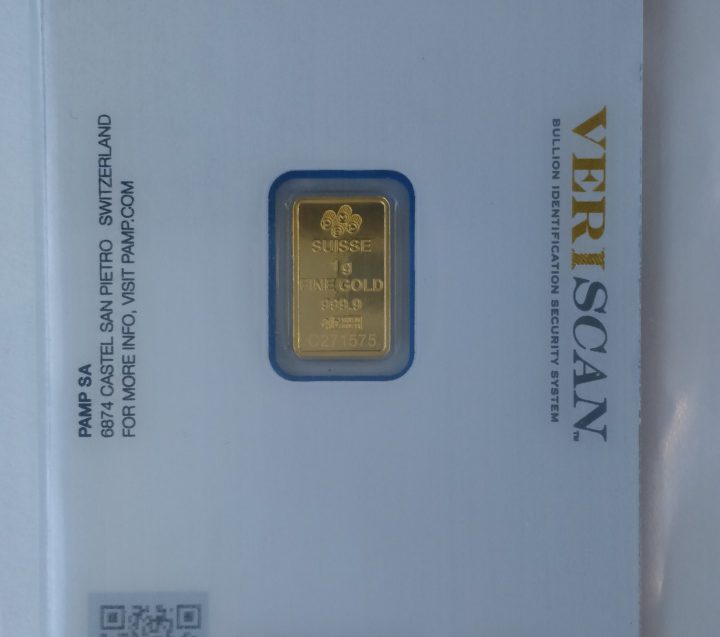 PAMP SA
6874 CASTEL SAN PIETRO SWITZERLAND
FOR MORE INFO, VISIT PAMP.COM
SUISSE
1g
FINE GOLD
999.9
C271575
VERISCAN™
BULLION IDENTIFICATION SECURITY SYSTEM